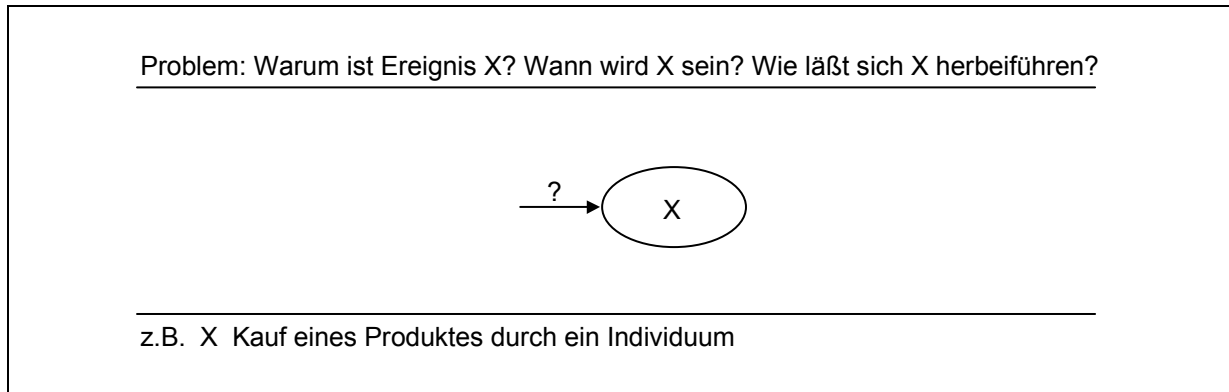 Problem: Warum ist Ereignis X? Wann wird X sein? Wie läßt sich X herbeiführen?
?
X
z.B. X Kauf eines Produktes durch ein Individuum